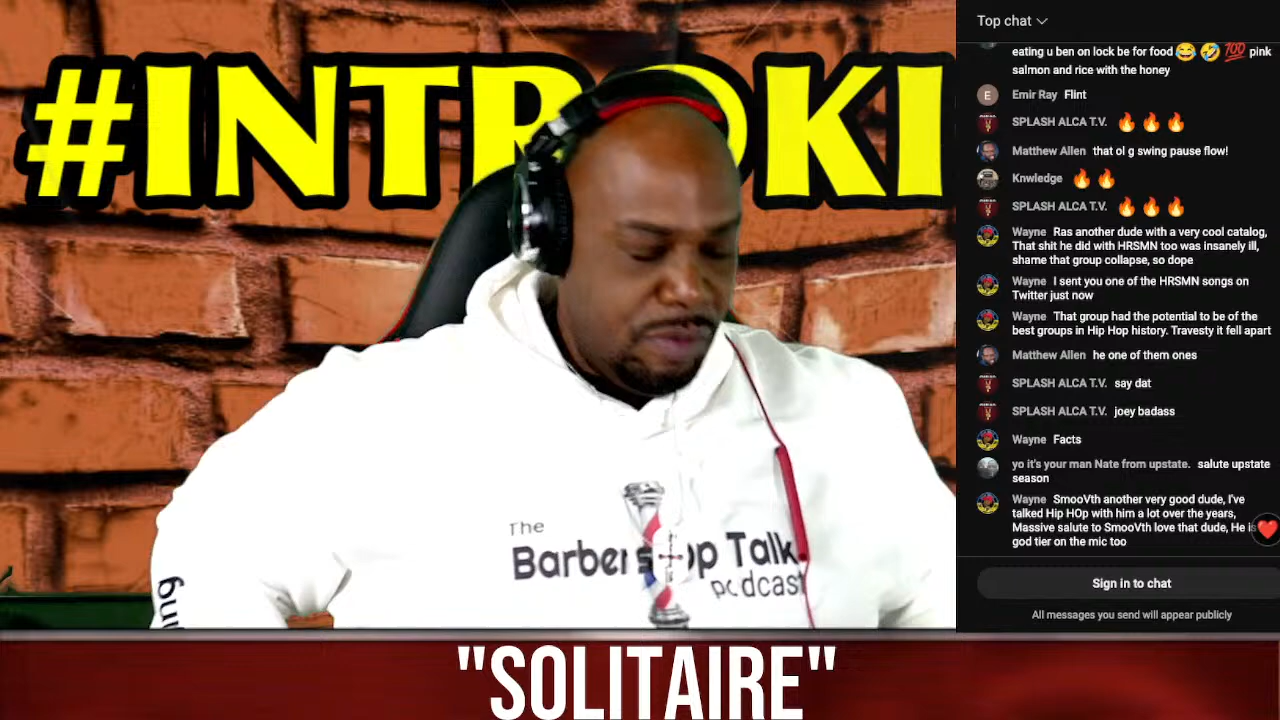 #INTROKI
The
Barbershop Talk
podcast
"SOLITAIRE"
Top chat
eating u ben on lock be for food 😂 🤣 💯 pink
salmon and rice with the honey
E Emir Ray Flint
SPLASH ALCA T.V. 🔥 🔥 🔥
Matthew Allen that ol g swing pause flow!
Knwledge 🔥 🔥
SPLASH ALCA T.V. 🔥 🔥 🔥
Wayne Ras another dude with a very cool catalog,
That shit he did with HRSMN too was insanely ill,
shame that group collapse, so dope
Wayne I sent you one of the HRSMN songs on
Twitter just now
Wayne That group had the potential to be of the
best groups in Hip Hop history. Travesty it fell apart
Matthew Allen he one of them ones
SPLASH ALCA T.V. say dat
SPLASH ALCA T.V. joey badass
Wayne Facts
yo it's your man Nate from upstate. salute upstate
season
Wayne SmooVth another very good dude, I've
talked Hip HOp with him a lot over the years,
Massive salute to SmooVth love that dude, He is
god tier on the mic too
Sign in to chat
All messages you send will appear publicly